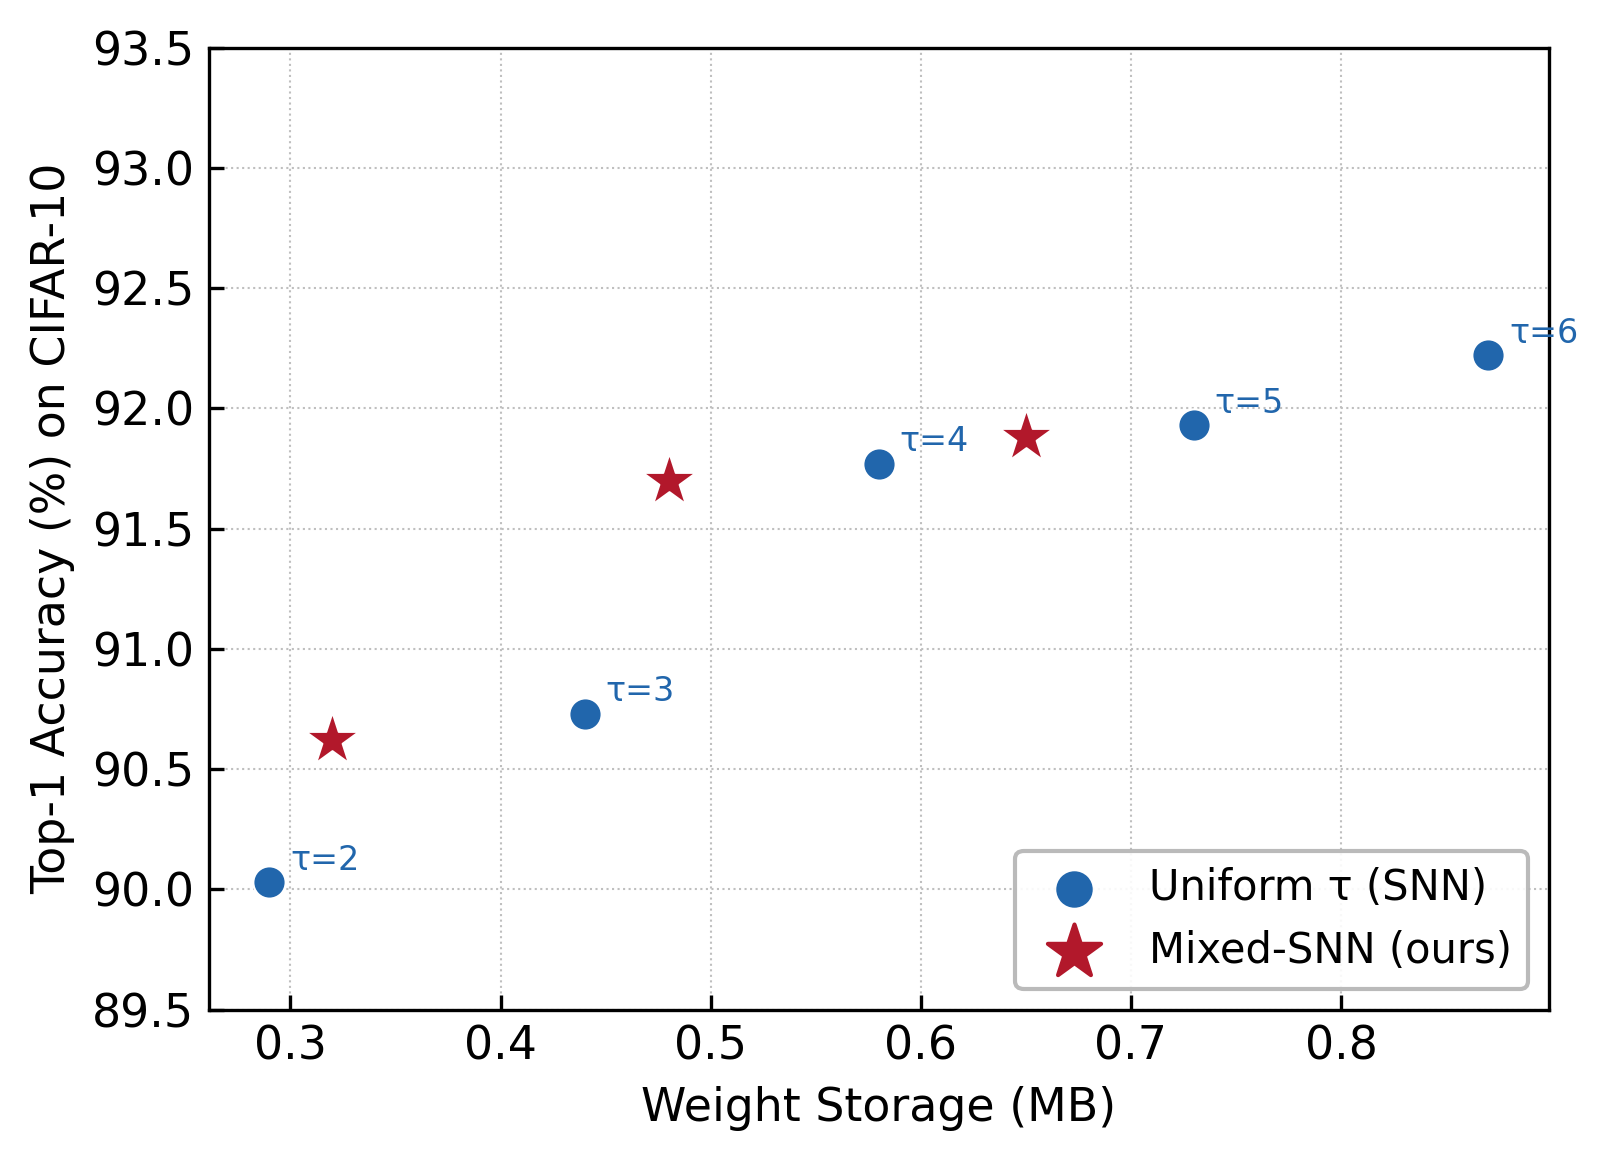 93.5
93.0
92.5
92.0
91.5
91.0
90.5
90.0
89.5
Top-1 Accuracy (%) on CIFAR-10
τ=6
τ=5
τ=4
τ=3
τ=2
Uniform τ (SNN)
Mixed-SNN (ours)
0.3 0.4 0.5 0.6 0.7 0.8
Weight Storage (MB)